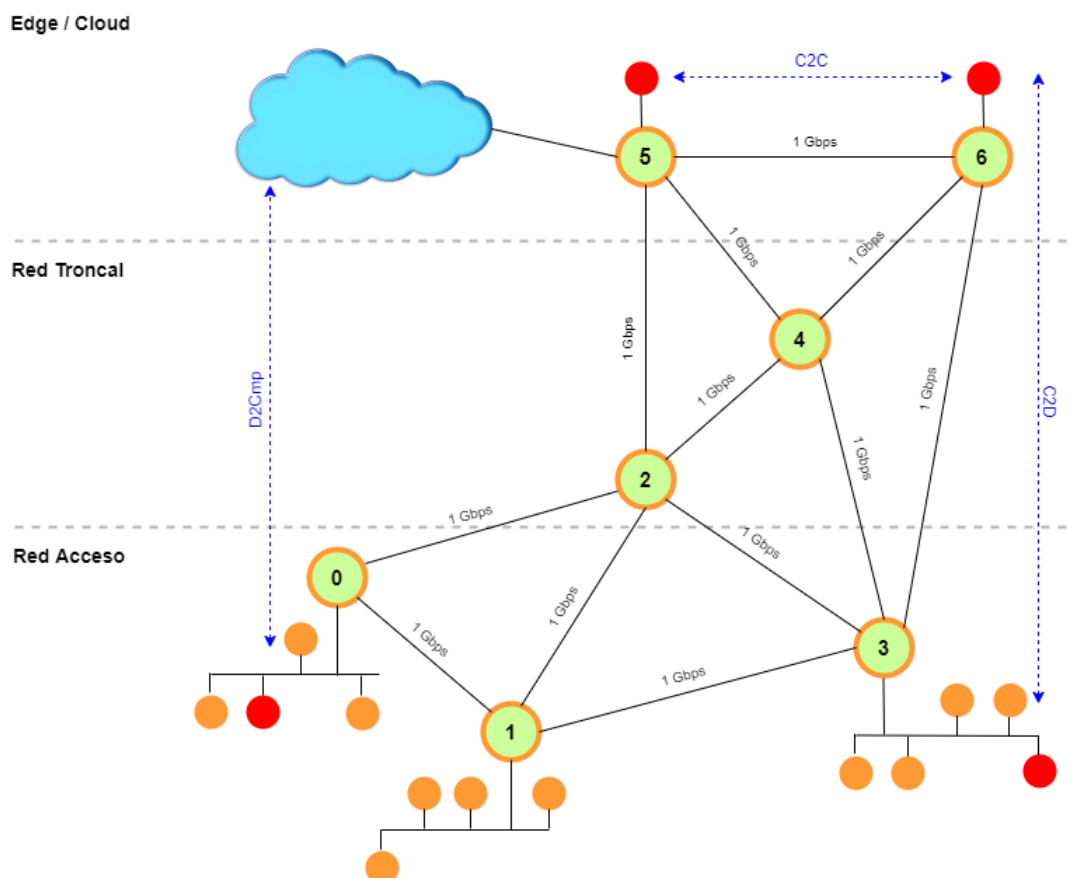 Edge / Cloud
C2C
5
1 Gbps
6
1 Gbps
1 Gbps
Red Troncal
4
1 Gbps
1 Gbps
D2Cmp
1 Gbps
C2D
1 Gbps
2
1 Gbps
1 Gbps
Red Acceso
0
1 Gbps
1 Gbps
3
1 Gbps
1